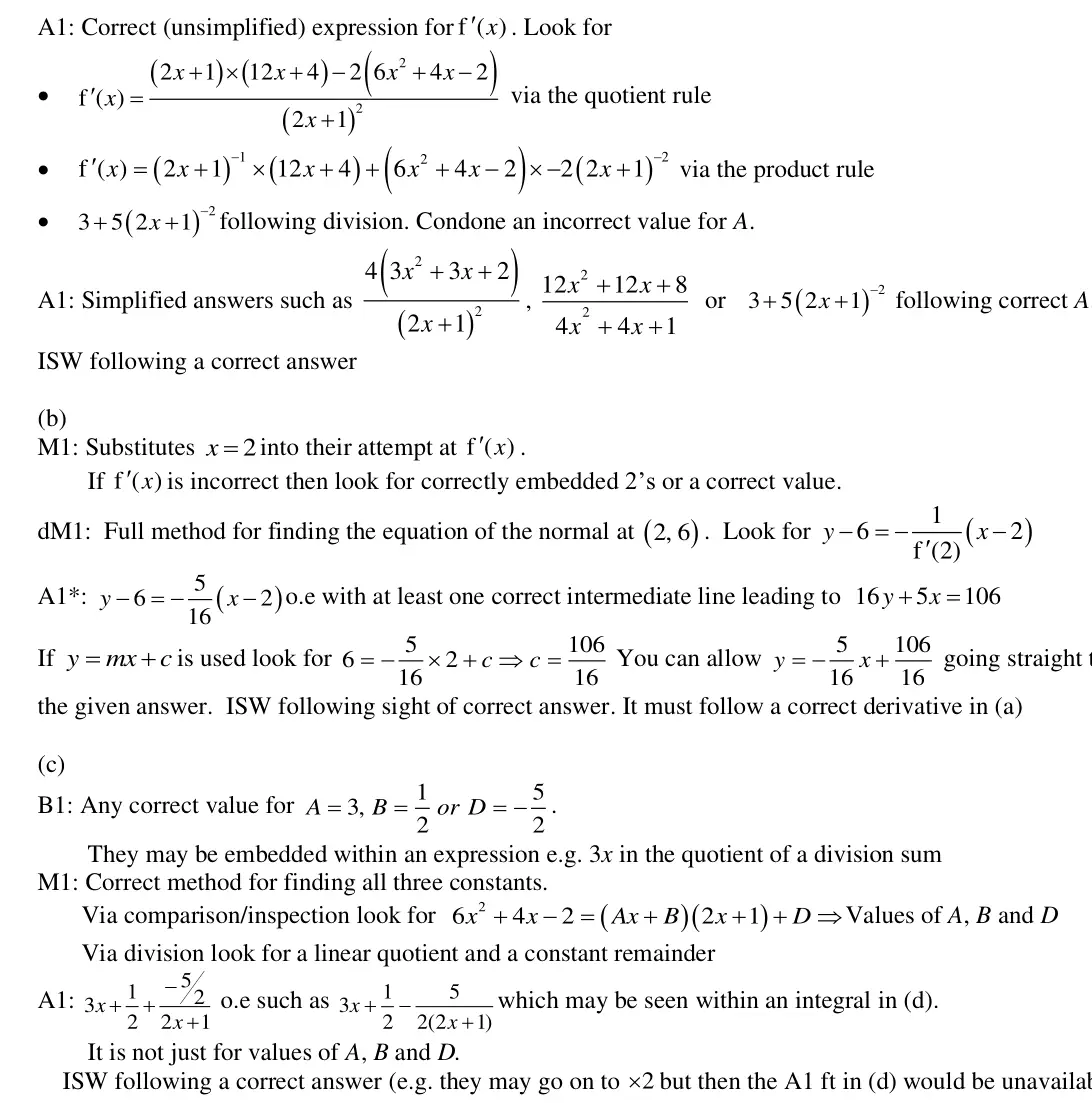 A1: Correct (unsimplified) expression for f ′(x). Look for
• f ′(x) = ((2x+1)×(12x+4)−2(6x²+4x−2))/(2x+1)² via the quotient rule
• f ′(x) = (2x+1)⁻¹×(12x+4)+(6x²+4x−2)×−2(2x+1)⁻² via the product rule
• 3+5(2x+1)⁻² following division. Condone an incorrect value for A.
A1: Simplified answers such as 4(3x²+3x+2)/(2x+1)², (12x²+12x+8)/(4x²+4x+1) or 3+5(2x+1)⁻² following correct A
ISW following a correct answer
(b)
M1: Substitutes x = 2 into their attempt at f ′(x).
If f ′(x) is incorrect then look for correctly embedded 2’s or a correct value.
dM1: Full method for finding the equation of the normal at (2, 6). Look for y−6 = −1/f ′(2) (x−2)
A1*: y−6 = −5/16 (x−2) o.e with at least one correct intermediate line leading to 16y+5x = 106
If y = mx+c is used look for 6 = −5/16 × 2 + c ⇒ c = 106/16 You can allow y = −5/16 x + 106/16 going straight
the given answer. ISW following sight of correct answer. It must follow a correct derivative in (a)
(c)
B1: Any correct value for A = 3, B = 1/2 or D = −5/2.
They may be embedded within an expression e.g. 3x in the quotient of a division sum
M1: Correct method for finding all three constants.
Via comparison/inspection look for 6x²+4x−2 = (Ax+B)(2x+1)+D ⇒ Values of A, B and D
Via division look for a linear quotient and a constant remainder
A1: 3x+1/2+(−5/2)/(2x+1) o.e such as 3x+1/2−5/(2(2x+1)) which may be seen within an integral in (d).
It is not just for values of A, B and D.
ISW following a correct answer (e.g. they may go on to ×2 but then the A1 ft in (d) would be